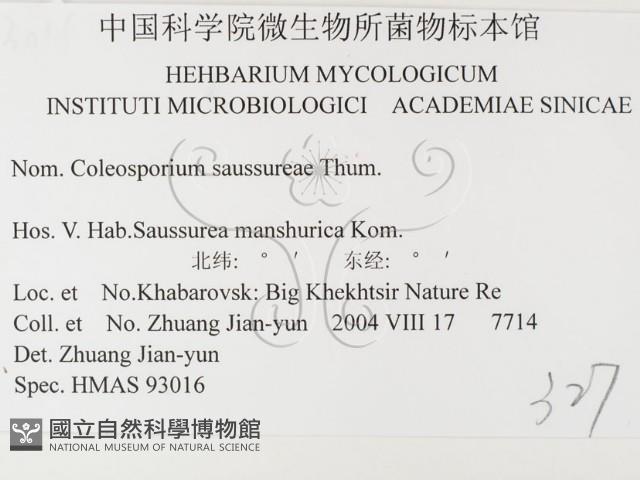 中国科学院微生物所菌物标本馆
HEHBARIUM MYCOLOGICUM
INSTITUTI MICROBIOLOGICI ACADEMIAE SINICAE
Nom. Coleosporium saussureae Thum.
Hos. V. Hab.Saussurea manshurica Kom.
北纬: ° ′ 东经: ° ′
Loc. et No.Khabarovsk: Big Khekhtsir Nature Re
Coll. et No. Zhuang Jian-yun 2004 VIII 17 7714
Det. Zhuang Jian-yun
Spec. HMAS 93016
327
國立自然科學博物館
NATIONAL MUSEUM OF NATURAL SCIENCE